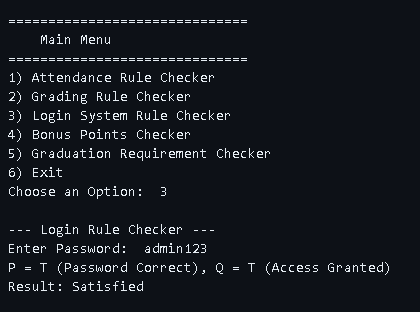 ==============================
    Main Menu
==============================
1) Attendance Rule Checker
2) Grading Rule Checker
3) Login System Rule Checker
4) Bonus Points Checker
5) Graduation Requirement Checker
6) Exit
Choose an Option:  3

--- Login Rule Checker ---
Enter Password:  admin123
P = T (Password Correct), Q = T (Access Granted)
Result: Satisfied